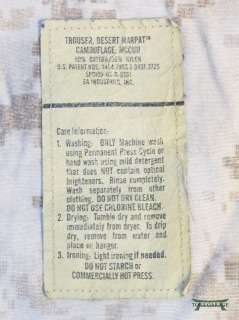 TROUSER, DESERT MARPAT™
CAMOUFLAGE, MCCUU
50% COTTON/50% NYLON
U.S. PATENT NOS.
EA INDUSTRIES, INC.
Care Information:
1. Washing: ONLY Machine wash
using Permanent Press Cycle or
hand wash using mild detergent
that does NOT contain optical
brighteners. Rinse completely.
Wash separately from other
clothing. DO NOT DRY CLEAN.
DO NOT USE CHLORINE BLEACH.
2. Drying: Tumble dry and remove
immediately from dryer. To drip
dry, remove from water and
place on hanger.
3. Ironing: Light ironing if needed.
DO NOT STARCH or
COMMERCIALLY HOT PRESS.